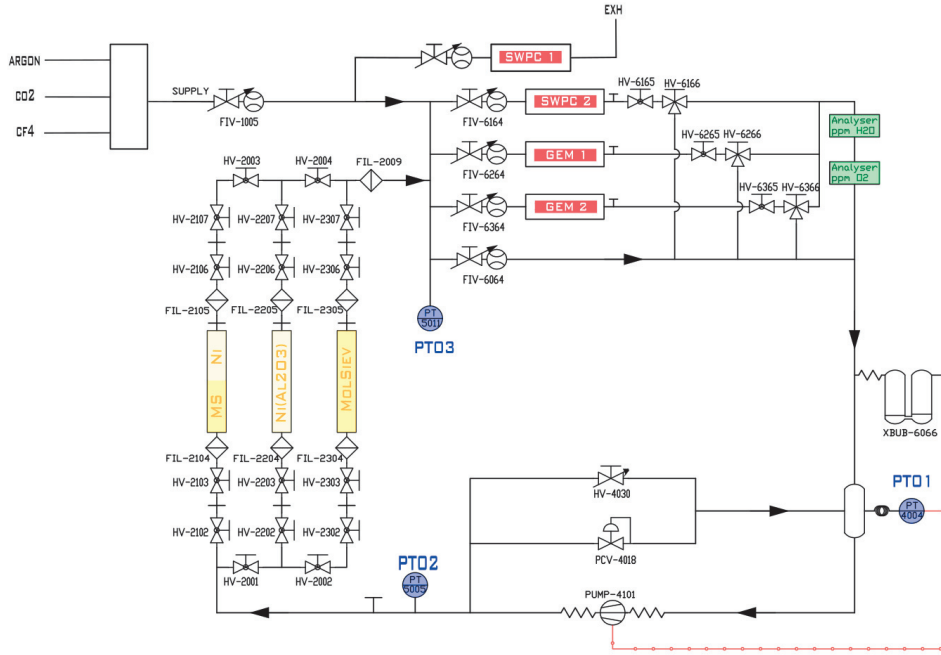 EXH
ARGON
CO2
CF4
SUPPLY
FIV-1005
SWPC 1
SWPC 2
HV-6165
HV-6166
FIV-6164
Analyser
ppm H2O
GEM 1
HV-6265
HV-6266
FIV-6264
Analyser
ppm O2
GEM 2
HV-6365
HV-6366
FIV-6364
FIV-6064
HV-2003
HV-2004
FIL-2009
HV-2107
HV-2207
HV-2307
HV-2106
HV-2206
HV-2306
FIL-2105
FIL-2205
FIL-2305
PT
5011
PT03
MS Ni
Ni(Al2O3)
MolSiev
FIL-2104
FIL-2204
FIL-2304
HV-2103
HV-2203
HV-2303
HV-2102
HV-2202
HV-2302
HV-2001
HV-2002
XBUB-6066
HV-4030
PCV-4018
PT01
PT
4004
PT02
PT
5005
PUMP-4101